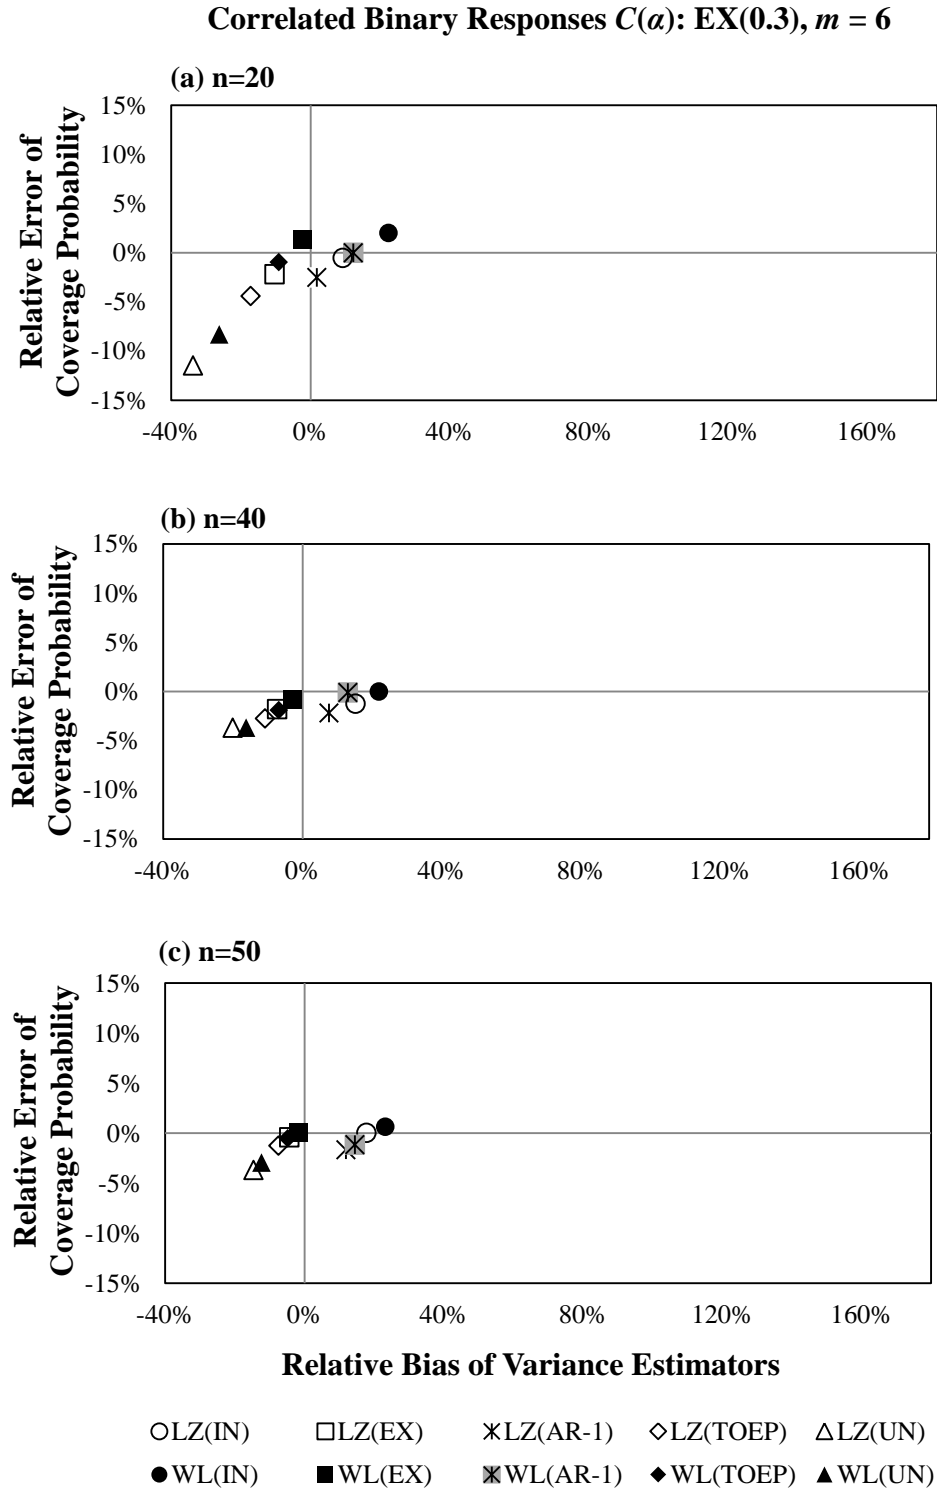 Correlated Binary Responses C(α): EX(0.3), m = 6
(a) n=20
Relative Error of
Coverage Probability
15%
10%
5%
0%
-5%
-10%
-15%
-40% 0% 40% 80% 120% 160%
(b) n=40
Relative Error of
Coverage Probability
15%
10%
5%
0%
-5%
-10%
-15%
-40% 0% 40% 80% 120% 160%
(c) n=50
Relative Error of
Coverage Probability
15%
10%
5%
0%
-5%
-10%
-15%
-40% 0% 40% 80% 120% 160%
Relative Bias of Variance Estimators
LZ(IN) LZ(EX) LZ(AR-1) LZ(TOEP) LZ(UN)
WL(IN) WL(EX) WL(AR-1) WL(TOEP) WL(UN)